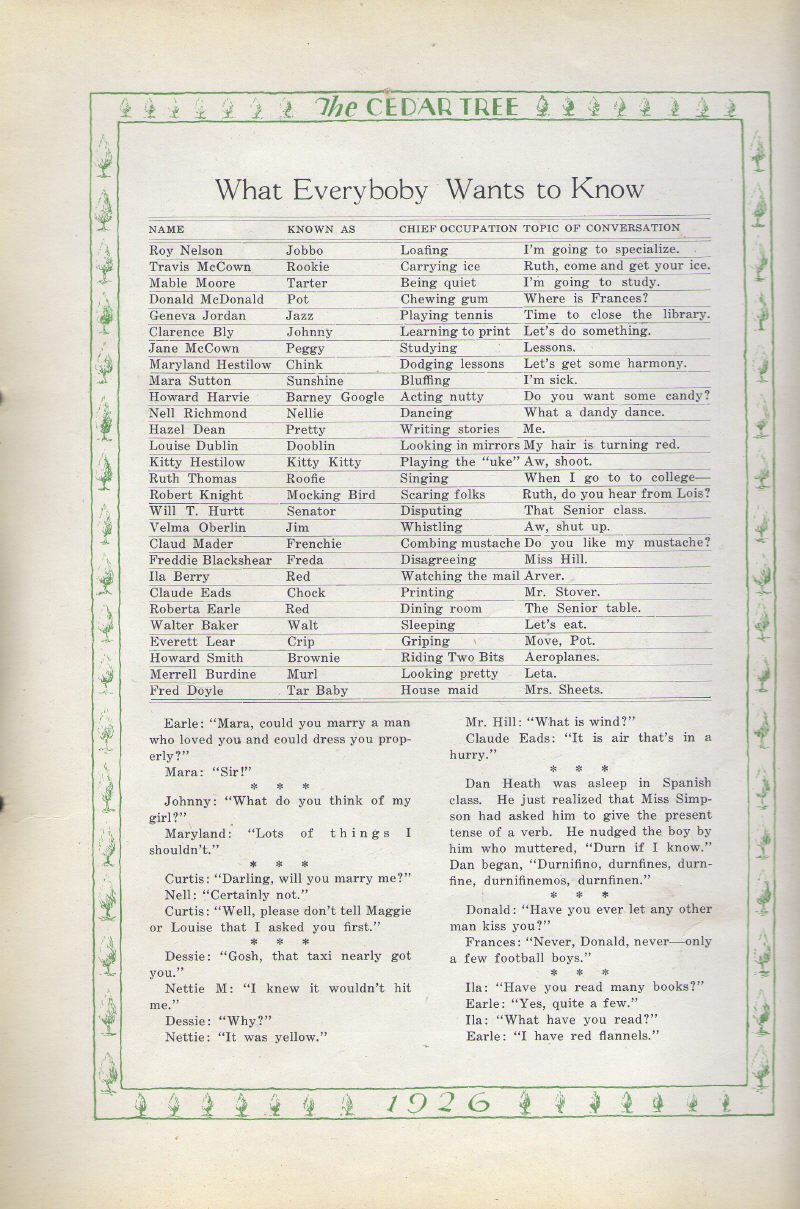 The CEDAR TREE
What Everyboby Wants to Know
NAME KNOWN AS CHIEF OCCUPATION TOPIC OF CONVERSATION
Roy Nelson Jobbo Loafing I'm going to specialize.
Travis McCown Rookie Carrying ice Ruth, come and get your ice.
Mable Moore Tarter Being quiet I'm going to study.
Donald McDonald Pot Chewing gum Where is Frances?
Geneva Jordan Jazz Playing tennis Time to close the library.
Clarence Bly Johnny Learning to print Let's do something.
Jane McCown Peggy Studying Lessons.
Maryland Hestilow Chink Dodging lessons Let's get some harmony.
Mara Sutton Sunshine Bluffing I'm sick.
Howard Harvie Barney Google Acting nutty Do you want some candy?
Nell Richmond Nellie Dancing What a dandy dance.
Hazel Dean Pretty Writing stories Me.
Louise Dublin Dooblin Looking in mirrors My hair is turning red.
Kitty Hestilow Kitty Kitty Playing the "uke" Aw, shoot.
Ruth Thomas Roofie Singing When I go to to college—
Robert Knight Mocking Bird Scaring folks Ruth, do you hear from Lois?
Will T. Hurtt Senator Disputing That Senior class.
Velma Oberlin Jim Whistling Aw, shut up.
Claud Mader Frenchie Combing mustache Do you like my mustache?
Freddie Blackshear Freda Disagreeing Miss Hill.
Ila Berry Red Watching the mail Arver.
Claude Eads Chock Printing Mr. Stover.
Roberta Earle Red Dining room The Senior table.
Walter Baker Walt Sleeping Let's eat.
Everett Lear Crip Griping Move, Pot.
Howard Smith Brownie Riding Two Bits Aeroplanes.
Merrell Burdine Murl Looking pretty Leta.
Fred Doyle Tar Baby House maid Mrs. Sheets.
Earle: "Mara, could you marry a man
who loved you and could dress you prop-
erly?"
Mara: "Sir!"
* * *
Johnny: "What do you think of my
girl?"
Maryland: "Lots of things I
shouldn't."
* * *
Curtis: "Darling, will you marry me?"
Nell: "Certainly not."
Curtis: "Well, please don't tell Maggie
or Louise that I asked you first."
* * *
Dessie: "Gosh, that taxi nearly got
you."
Nettie M: "I knew it wouldn't hit
me."
Dessie: "Why?"
Nettie: "It was yellow."
Mr. Hill: "What is wind?"
Claude Eads: "It is air that's in a
hurry."
* * *
Dan Heath was asleep in Spanish
class. He just realized that Miss Simp-
son had asked him to give the present
tense of a verb. He nudged the boy by
him who muttered, "Durn if I know."
Dan began, "Durnifino, durnfines, durn-
fine, durnifinemos, durnfinen."
* * *
Donald: "Have you ever let any other
man kiss you?"
Frances: "Never, Donald, never—only
a few football boys."
* * *
Ila: "Have you read many books?"
Earle: "Yes, quite a few."
Ila: "What have you read?"
Earle: "I have red flannels."
1926